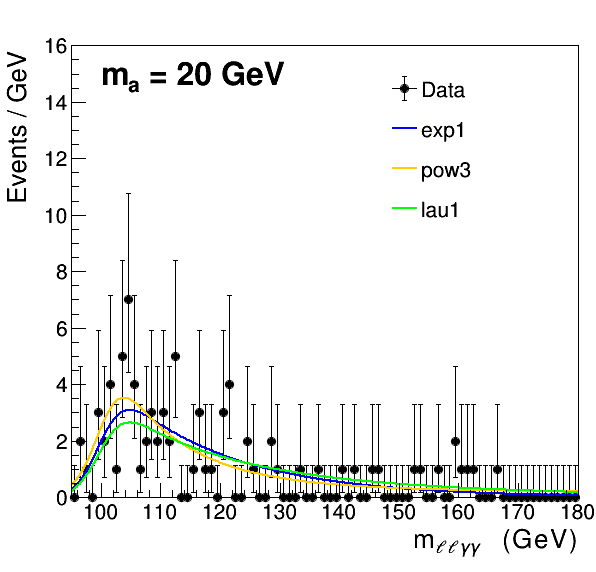 Events / GeV
16
14
12
10
8
6
4
2
0
m_a = 20 GeV
Data
exp1
pow3
lau1
100 110 120 130 140 150 160 170 180
m_ℓℓγγ (GeV)